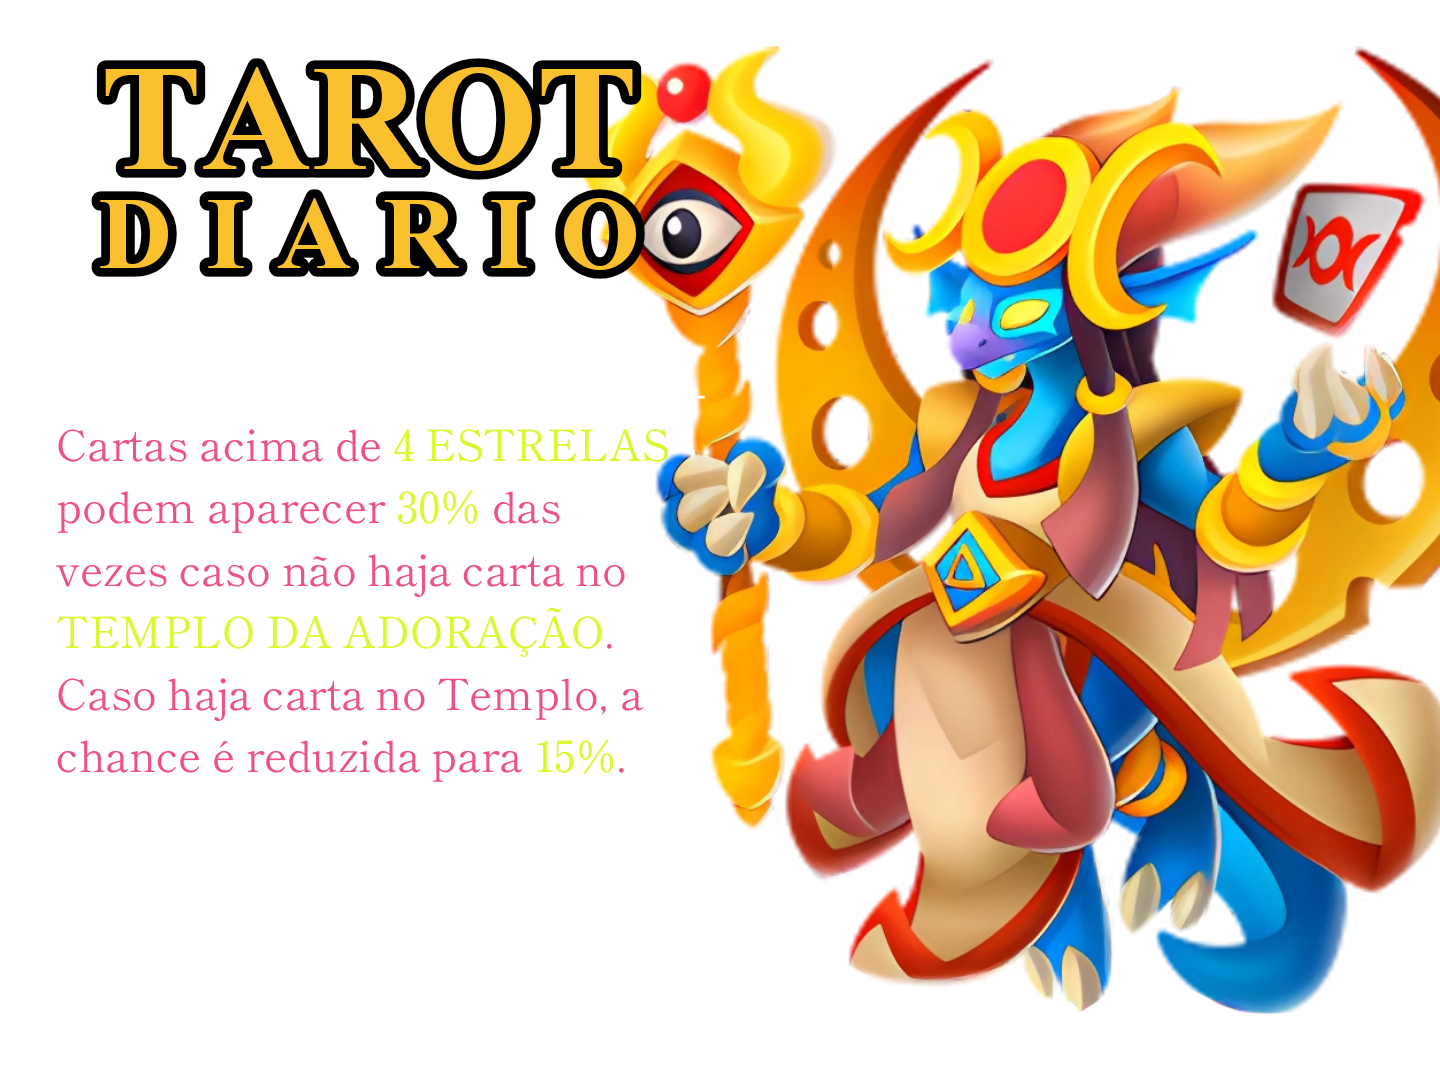 TAROT
DIARIO
Cartas acima de 4 ESTRELAS
podem aparecer 30% das
vezes caso não haja carta no
TEMPLO DA ADORAÇÃO.
Caso haja carta no Templo, a
chance é reduzida para 15%.